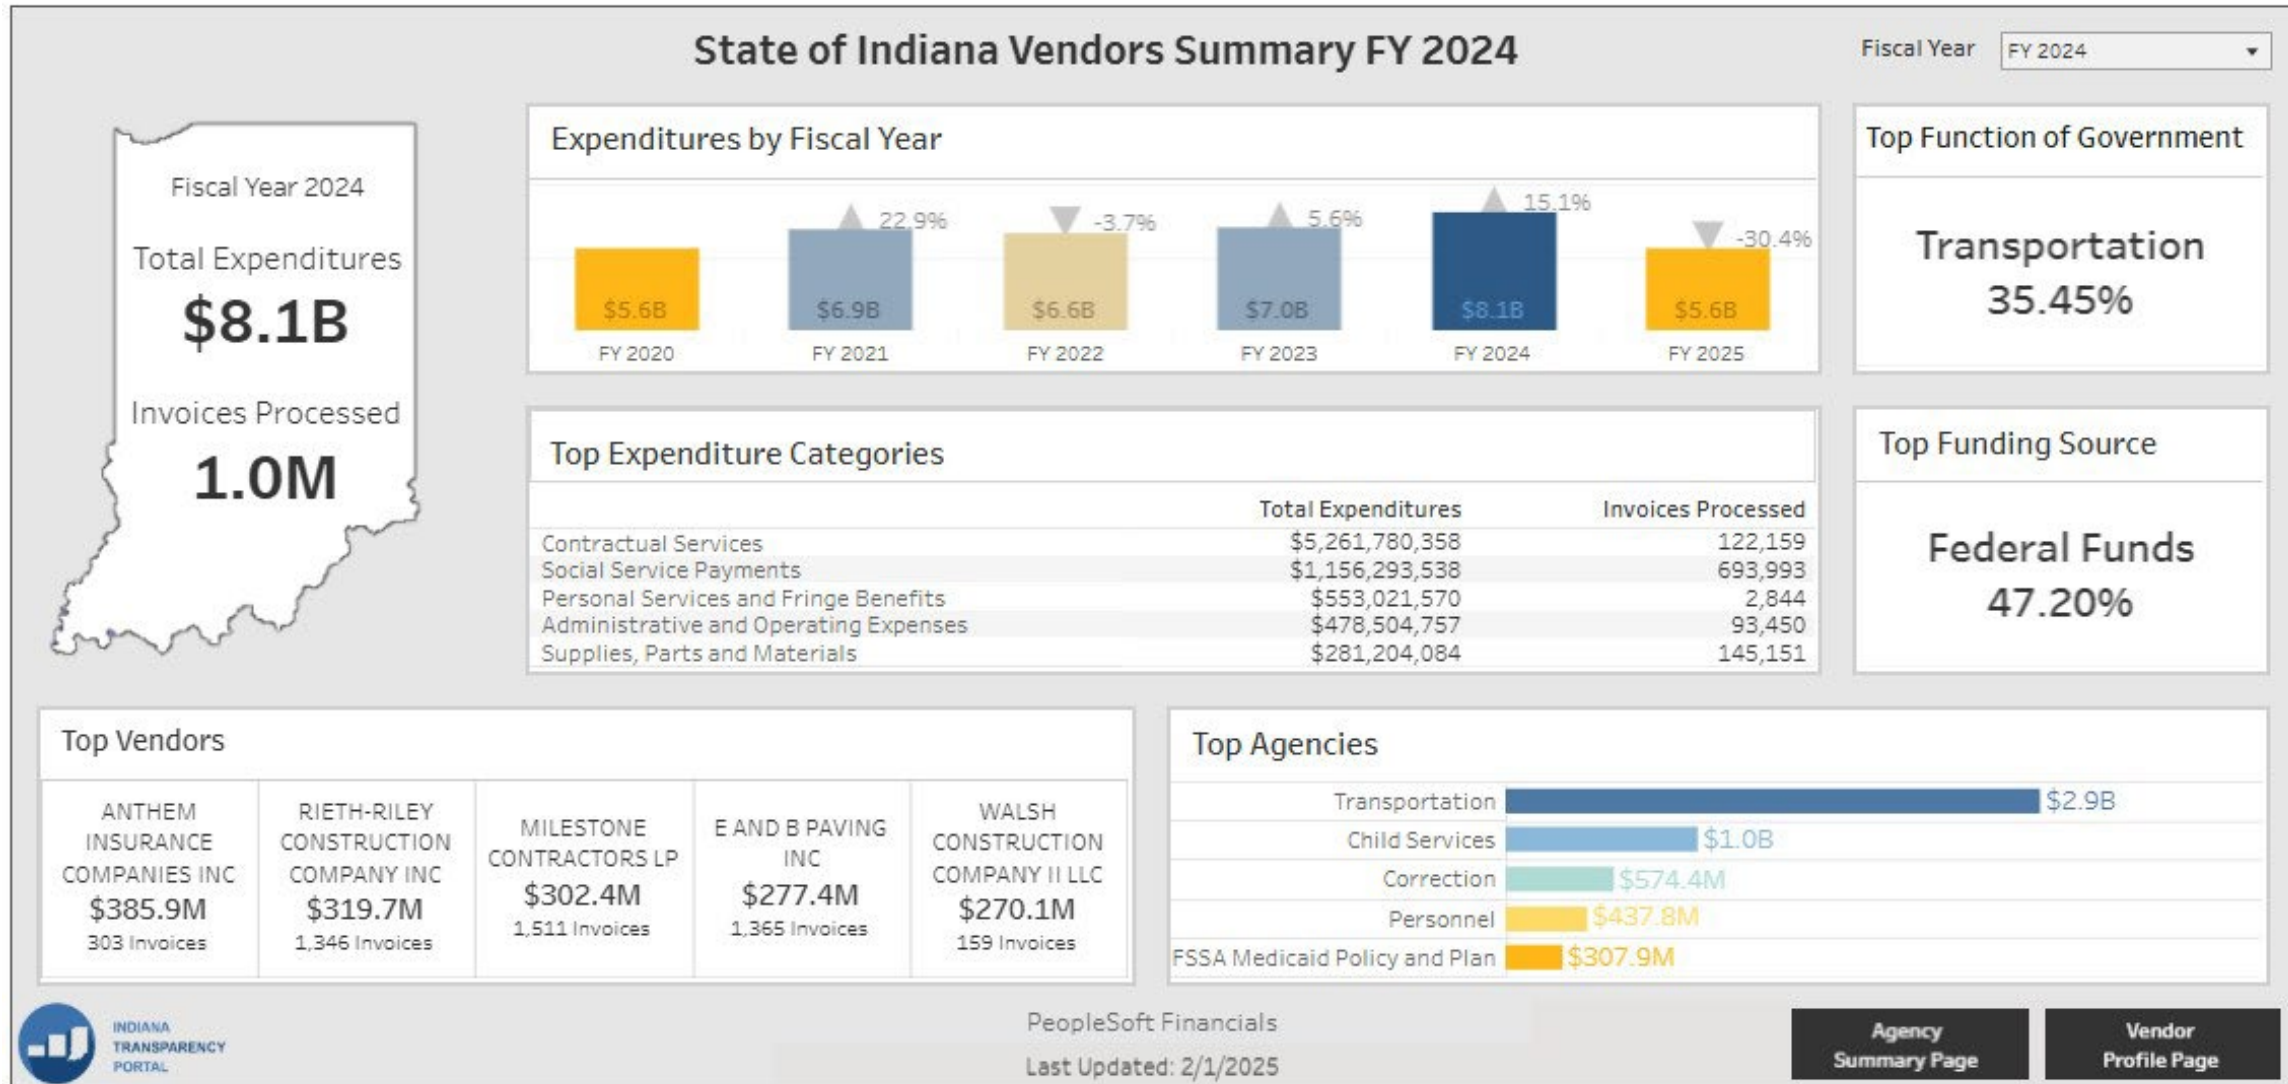 State of Indiana Vendors Summary FY 2024
Fiscal Year
FY 2024
Fiscal Year 2024
Total Expenditures
$8.1B
Invoices Processed
1.0M
Expenditures by Fiscal Year
22.9%
-3.7%
5.6%
15.1%
-30.4%
$5.6B
$6.9B
$6.6B
$7.0B
$8.1B
$5.6B
FY 2020
FY 2021
FY 2022
FY 2023
FY 2024
FY 2025
Top Function of Government
Transportation
35.45%
Top Expenditure Categories
Total Expenditures Invoices Processed
Contractual Services $5,261,780,358 122,159
Social Service Payments $1,156,293,538 693,993
Personal Services and Fringe Benefits $553,021,570 2,844
Administrative and Operating Expenses $478,504,757 93,450
Supplies, Parts and Materials $281,204,084 145,151
Top Funding Source
Federal Funds
47.20%
Top Vendors
ANTHEM
INSURANCE
COMPANIES INC
$385.9M
303 Invoices
RIETH-RILEY
CONSTRUCTION
COMPANY INC
$319.7M
1,346 Invoices
MILESTONE
CONTRACTORS LP
$302.4M
1,511 Invoices
E AND B PAVING
INC
$277.4M
1,365 Invoices
WALSH
CONSTRUCTION
COMPANY II LLC
$270.1M
159 Invoices
Top Agencies
Transportation $2.9B
Child Services $1.0B
Correction $574.4M
Personnel $437.8M
FSSA Medicaid Policy and Plan $307.9M
INDIANA
TRANSPARENCY
PORTAL
PeopleSoft Financials
Last Updated: 2/1/2025
Agency
Summary Page
Vendor
Profile Page